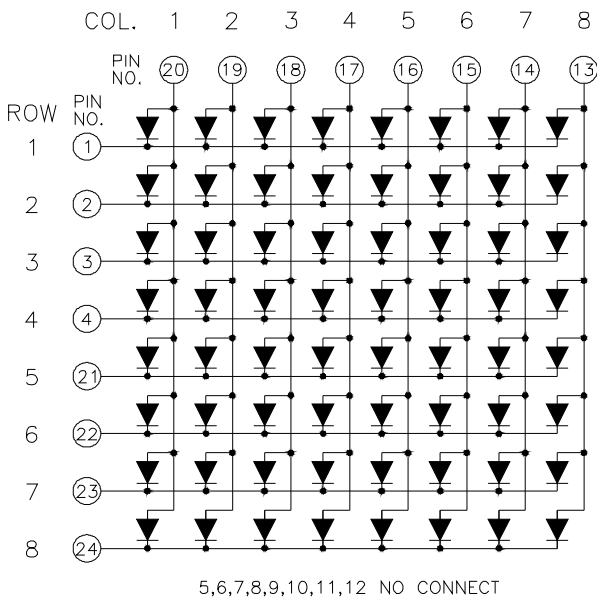 COL. 1 2 3 4 5 6 7 8
PIN NO. 20 19 18 17 16 15 14 13
ROW PIN NO.
1 1
2 2
3 3
4 4
5 21
6 22
7 23
8 24
5,6,7,8,9,10,11,12 NO CONNECT